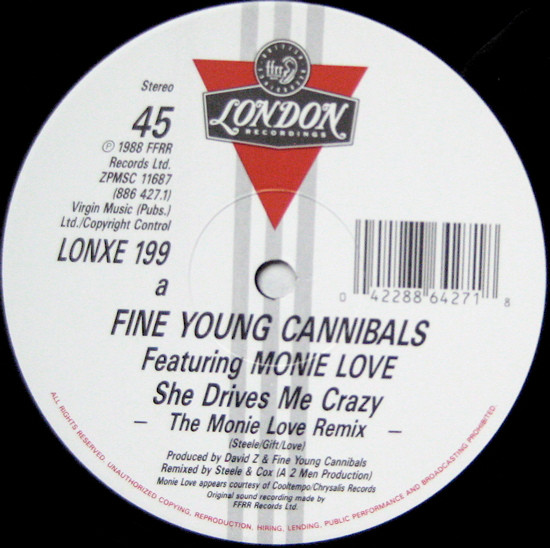 ffrr
LONDON
RECORDINGS
Stereo
45
℗ 1988 FFRR
Records Ltd.
ZPMSC 11687
(886 427.1)
Virgin Music (Pubs.)
Ltd./Copyright Control
LONXE 199
a
0 42288 64271 8
FINE YOUNG CANNIBALS
Featuring MONIE LOVE
She Drives Me Crazy
- The Monie Love Remix -
(Steele/Gift/Love)
Produced by David Z & Fine Young Cannibals
Remixed by Steele & Cox (A 2 Men Production)
Monie Love appears courtesy of Cooltempo/Chrysalis Records
Original sound recording made by
FFRR Records Ltd.
ALL RIGHTS RESERVED. UNAUTHORIZED COPYING, REPRODUCTION, HIRING, LENDING, PUBLIC PERFORMANCE AND BROADCASTING PROHIBITED.